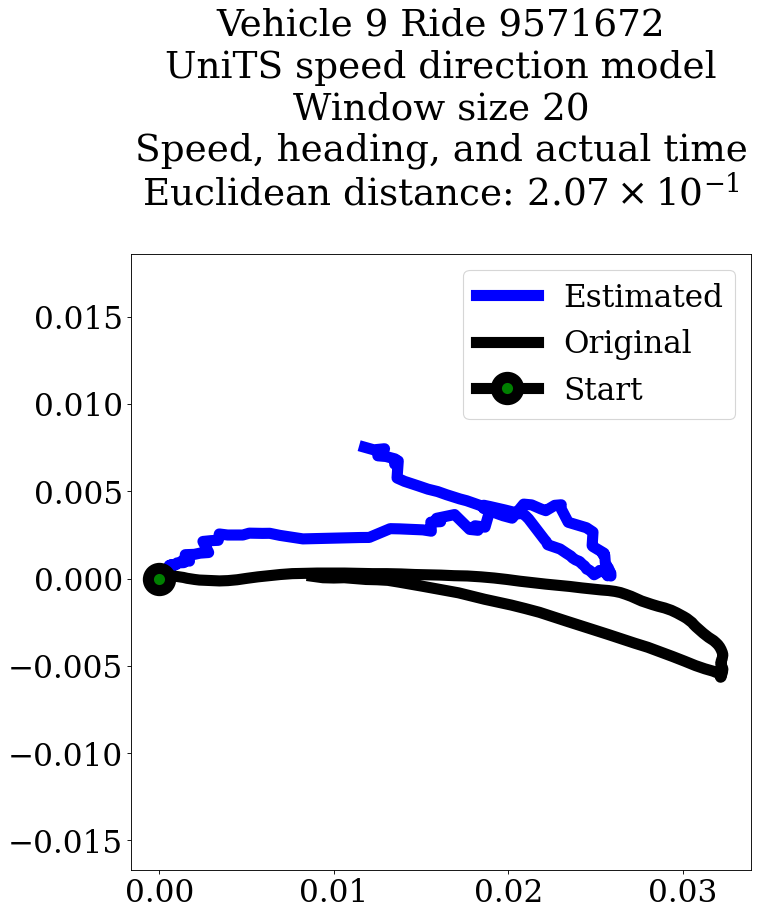 Vehicle 9 Ride 9571672
UniTS speed direction model
Window size 20
Speed, heading, and actual time
Euclidean distance: 2.07 × 10⁻¹
Estimated
Original
Start
0.015
0.010
0.005
0.000
−0.005
−0.010
−0.015
0.00 0.01 0.02 0.03